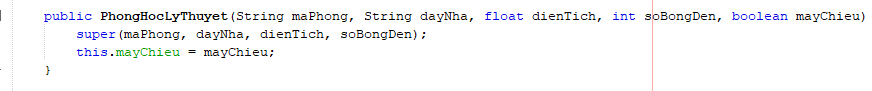 public PhongHocLyThuyet(String maPhong, String dayNha, float dienTich, int soBongDen, boolean mayChieu)
super(maPhong, dayNha, dienTich, soBongDen);
this.mayChieu = mayChieu;
}